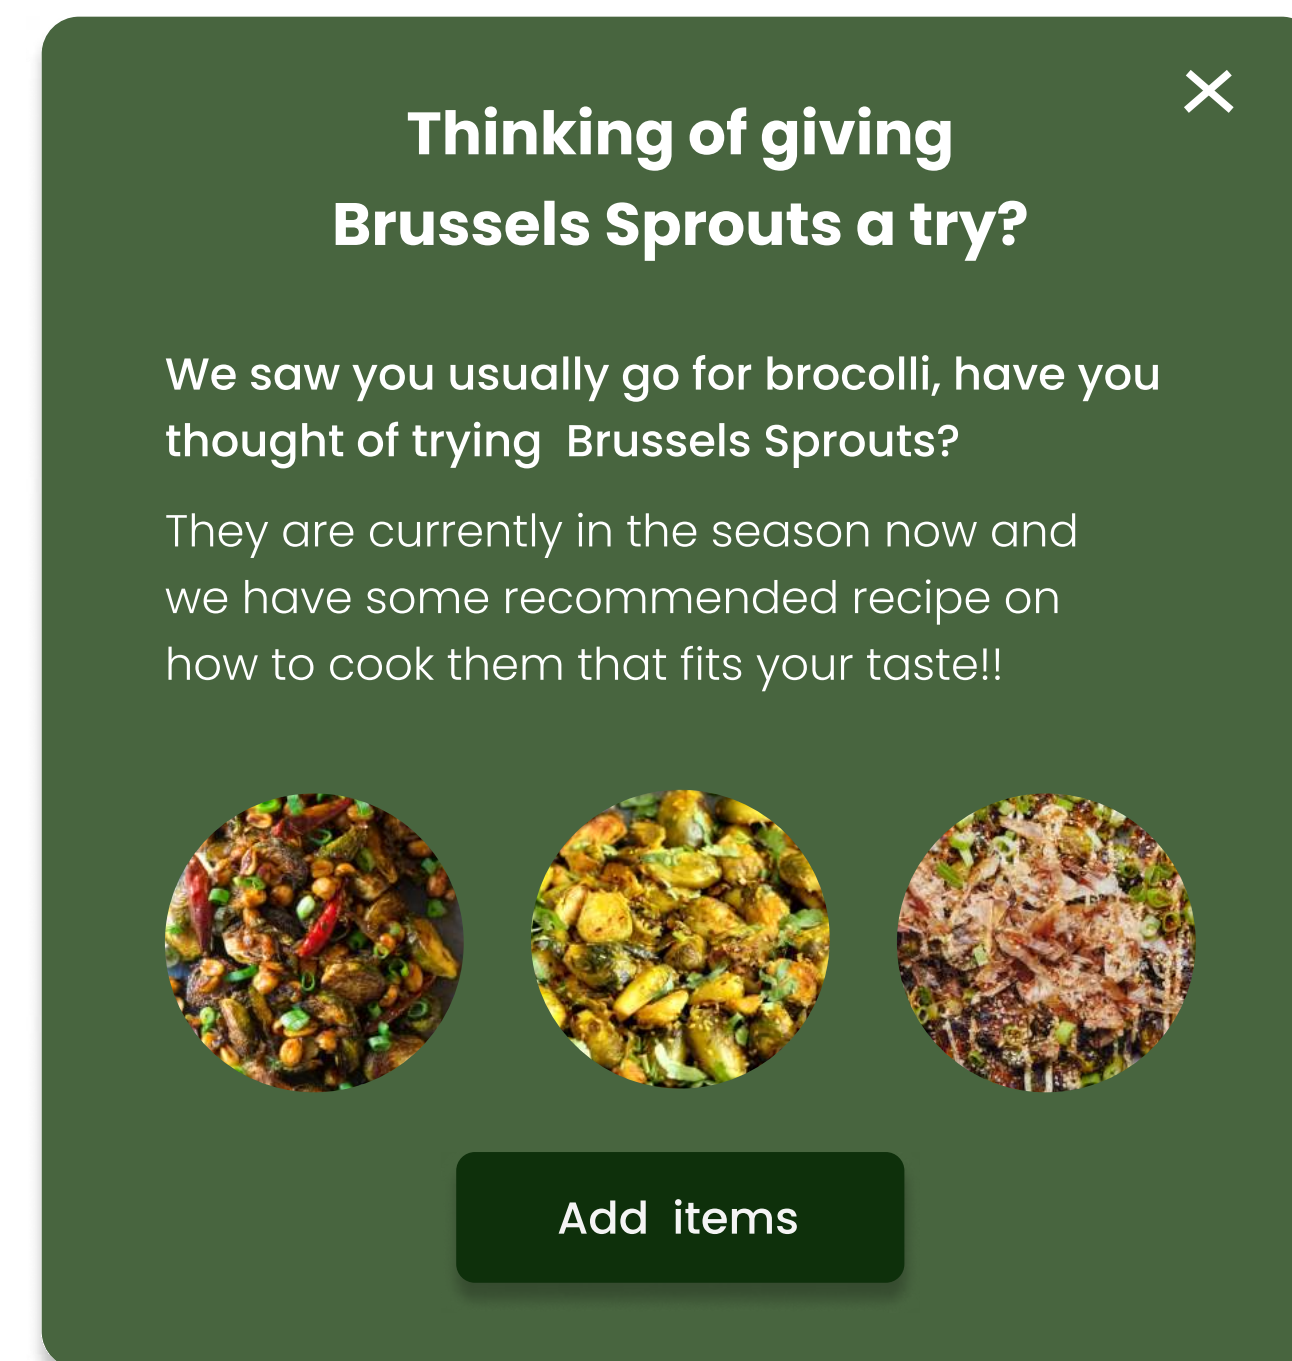 Thinking of giving
Brussels Sprouts a try?
We saw you usually go for brocolli, have you
thought of trying  Brussels Sprouts?
They are currently in the season now and
we have some recommended recipe on
how to cook them that fits your taste!!
Add  items